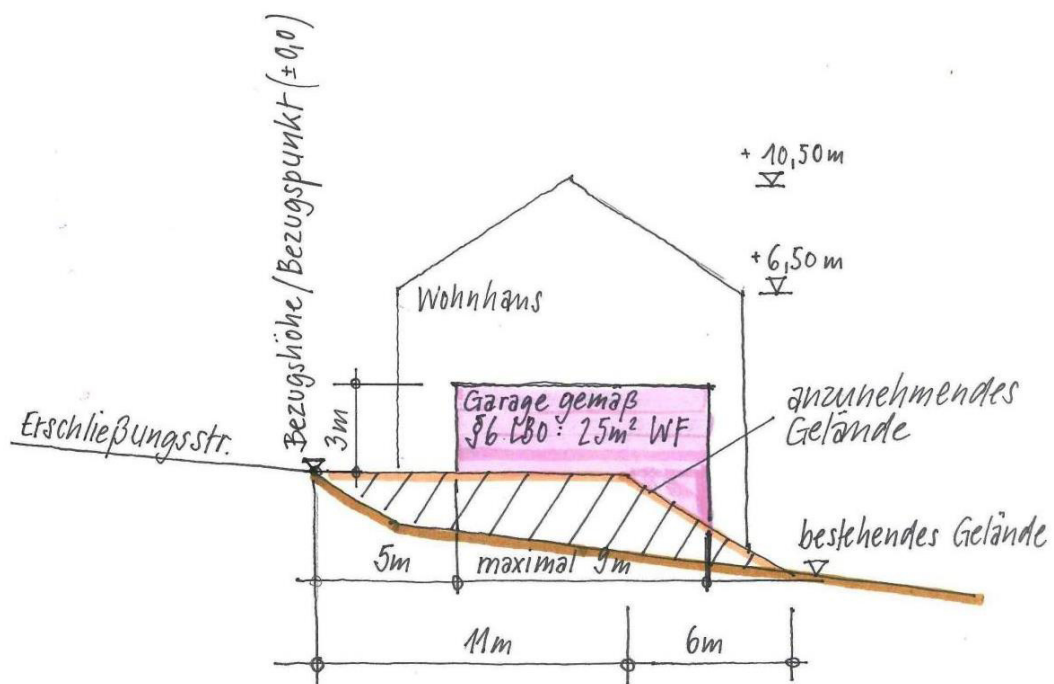 Bezugshöhe/Bezugspunkt (±0,0)
+ 10,50m
+6,50m
Wohnhaus
3m
Garage gemäß
§6 LBO: 25m² WF
anzunehmendes
Gelände
Erschließungsstr.
bestehendes Gelände
5m
maximal 9m
11m
6m